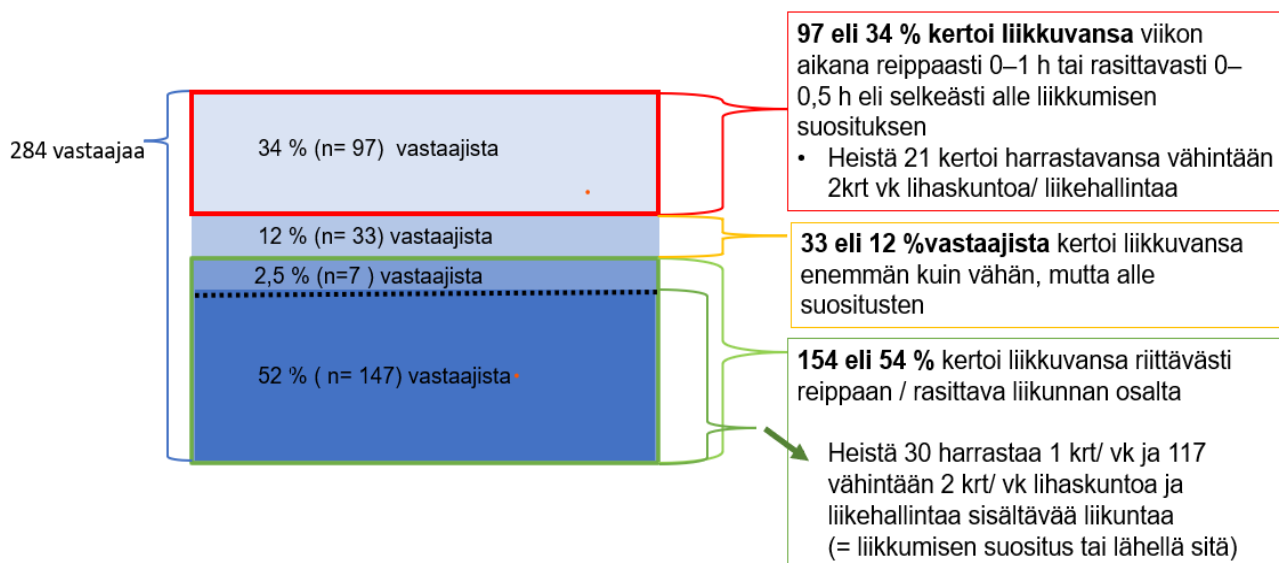 284 vastaajaa
34 % (n= 97) vastaajista
12 % (n= 33) vastaajista
2,5 % (n=7 ) vastaajista
52 % ( n= 147) vastaajista
97 eli 34 % kertoi liikkuvansa viikon
aikana reippaasti 0–1 h tai rasittavasti 0–
0,5 h eli selkeästi alle liikkumisen
suosituksen
• Heistä 21 kertoi harrastavansa vähintään
2krt vk lihaskuntoa/ liikehallintaa
33 eli 12 %vastaajista kertoi liikkuvansa
enemmän kuin vähän, mutta alle
suositusten
154 eli 54 % kertoi liikkuvansa riittävästi
reippaan / rasittava liikunnan osalta
Heistä 30 harrastaa 1 krt/ vk ja 117
vähintään 2 krt/ vk lihaskuntoa ja
liikehallintaa sisältävää liikuntaa
(= liikkumisen suositus tai lähellä sitä)